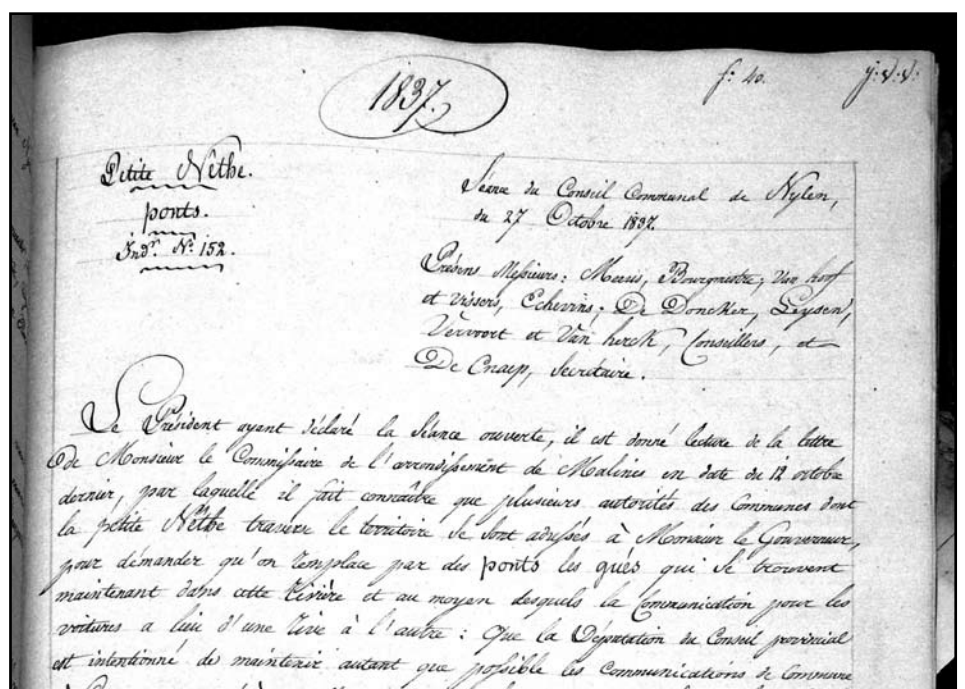 1837.
f: 40.
Petite Nèthe.
ponts.
Ind.r N.o 152.
Séance du Conseil Communal de Nylen,
du 27 Octobre 1837.
Présens Messieurs: Meeus, Bourgmestre; Van hoof
et Vissers, Echevins; De Doncker, Leysen,
Vervoort et Van herck, Conseillers, et
De Cnaep, Secrétaire.
Le Président ayant déclaré la Séance ouverte, il est donné lecture de la lettre
de Monsieur le Commissaire de l'arrondissement de Malines en date du 12 octobre
dernier, par laquelle il fait connaître que plusieurs autorités des Communes dont
la petite Nèthe traverse le territoire se sont adressés à Monsieur le Gouverneur,
pour démander qu'on remplace par des ponts les gués qui se trouvent
maintenant dans cette rivière et au moyen desquels la Communication pour les
voitures a lieu d'une rive à l'autre: Que la Députation du Conseil provincial
est intentionné de maintenir autant que possible les Communications de Commune